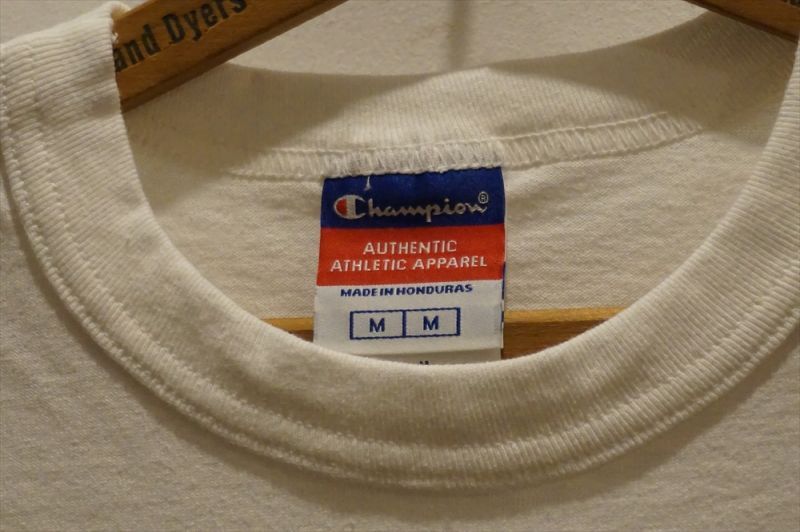 and Dyers
Champion®
AUTHENTIC
ATHLETIC APPAREL
MADE IN HONDURAS
M M